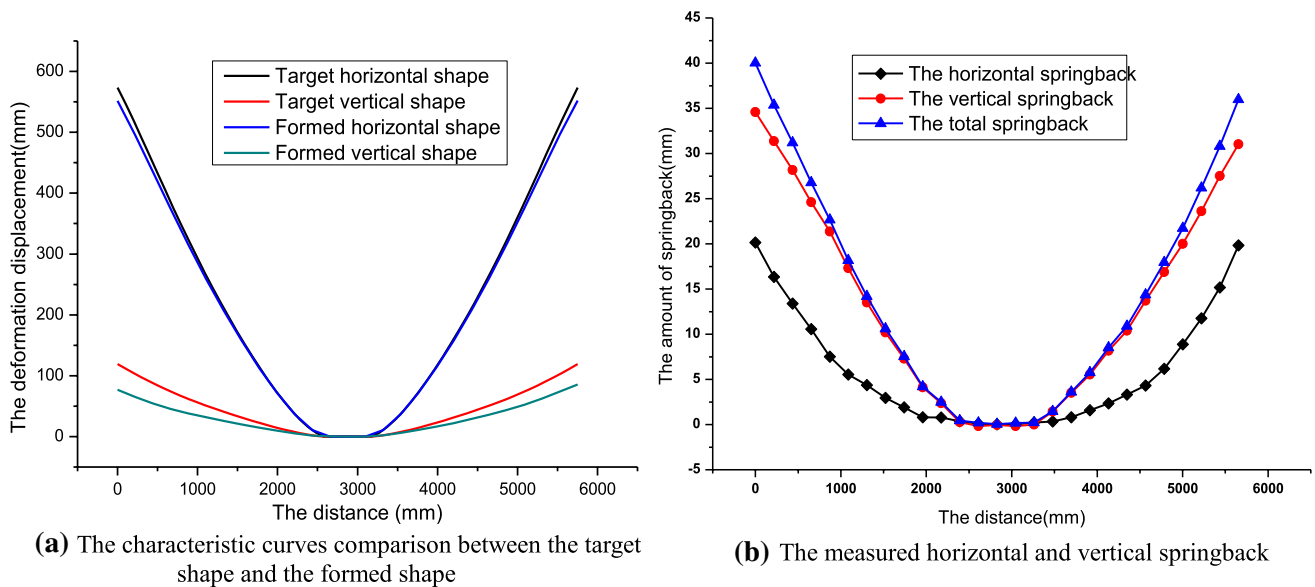 600
500
400
300
200
100
0
0
1000
2000
3000
4000
5000
6000
The deformation displacement(mm)
The distance (mm)
Target horizontal shape
Target vertical shape
Formed horizontal shape
Formed vertical shape
(a) The characteristic curves comparison between the target
shape and the formed shape
45
40
35
30
25
20
15
10
5
0
-5
0
1000
2000
3000
4000
5000
6000
The amount of springback(mm)
The distance(mm)
The horizontal springback
The vertical springback
The total springback
(b) The measured horizontal and vertical springback